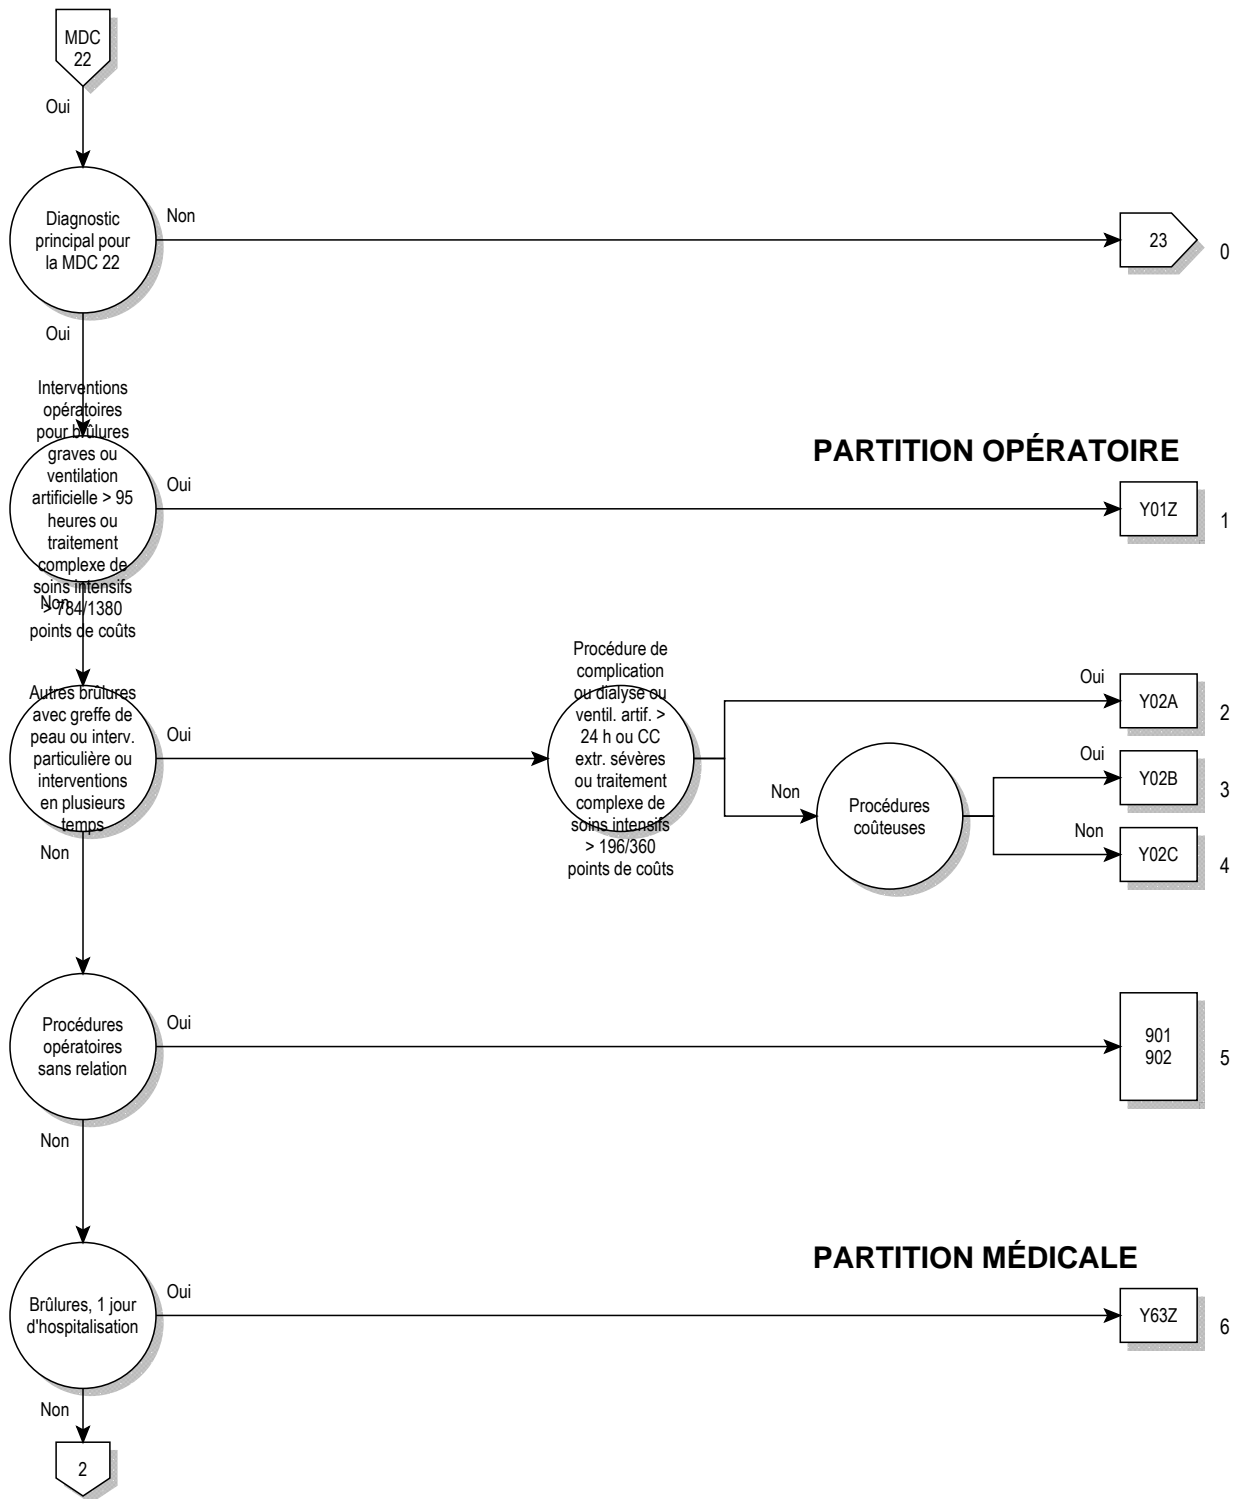 MDC
22
Oui
Diagnostic
principal pour
la MDC 22
Non
23
0
Oui
Interventions
opératoires
pour brûlures
graves ou
ventilation
artificielle > 95
heures ou
traitement
complexe de
soins intensifs
> 784/1380
points de coûts
PARTITION OPÉRATOIRE
Oui
Y01Z
1
Non
Autres brûlures
avec greffe de
peau ou interv.
particulière ou
interventions
en plusieurs
temps
Oui
Procédure de
complication
ou dialyse ou
ventil. artif. >
24 h ou CC
extr. sévères
ou traitement
complexe de
soins intensifs
> 196/360
points de coûts
Oui
Y02A
2
Non
Procédures
coûteuses
Oui
Y02B
3
Non
Y02C
4
Non
Procédures
opératoires
sans relation
Oui
901
902
5
Non
PARTITION MÉDICALE
Brûlures, 1 jour
d'hospitalisation
Oui
Y63Z
6
Non
2